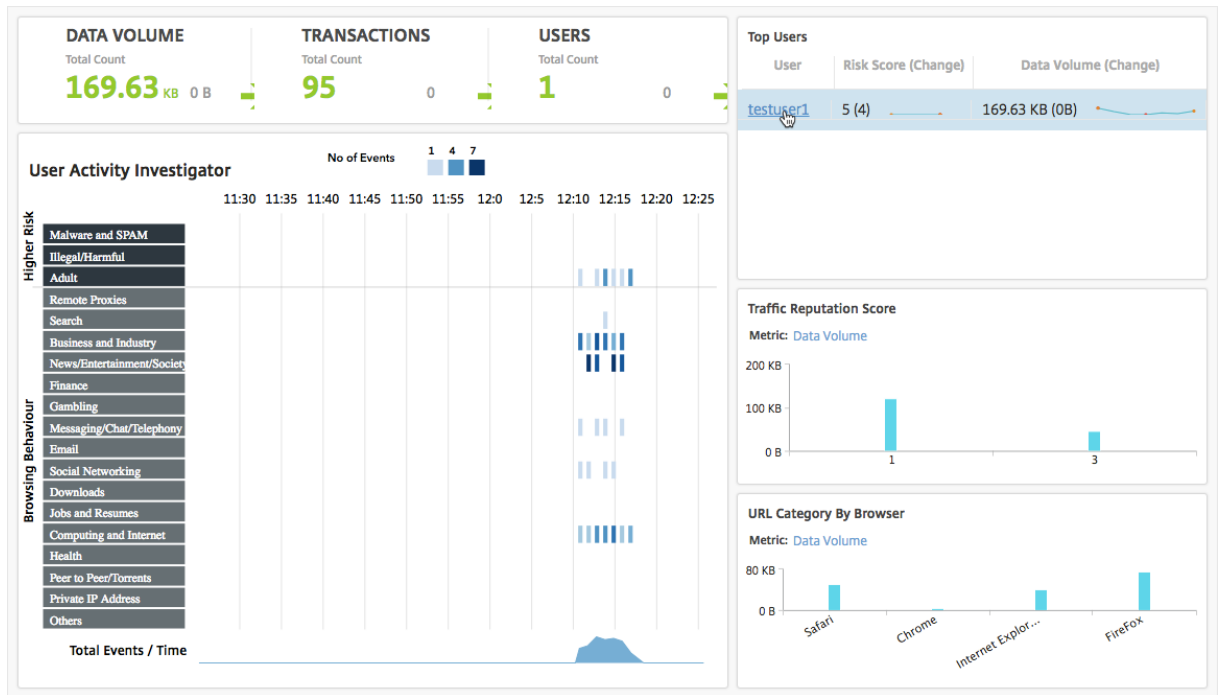 DATA VOLUME
Total Count
169.63 KB 0 B
TRANSACTIONS
Total Count
95 0
USERS
Total Count
1 0
Top Users
User Risk Score (Change) Data Volume (Change)
testuser1 5 (4) 169.63 KB (0B)
User Activity Investigator
No of Events 1 4 7
11:30 11:35 11:40 11:45 11:50 11:55 12:0 12:5 12:10 12:15 12:20 12:25
Higher Risk
Malware and SPAM
Illegal/Harmful
Adult
Browsing Behaviour
Remote Proxies
Search
Business and Industry
News/Entertainment/Society
Finance
Gambling
Messaging/Chat/Telephony
Email
Social Networking
Downloads
Jobs and Resumes
Computing and Internet
Health
Peer to Peer/Torrents
Private IP Address
Others
Total Events / Time
Traffic Reputation Score
Metric: Data Volume
200 KB
100 KB
0 B
1 3
URL Category By Browser
Metric: Data Volume
80 KB
0 B
Safari Chrome Internet Explor... FireFox